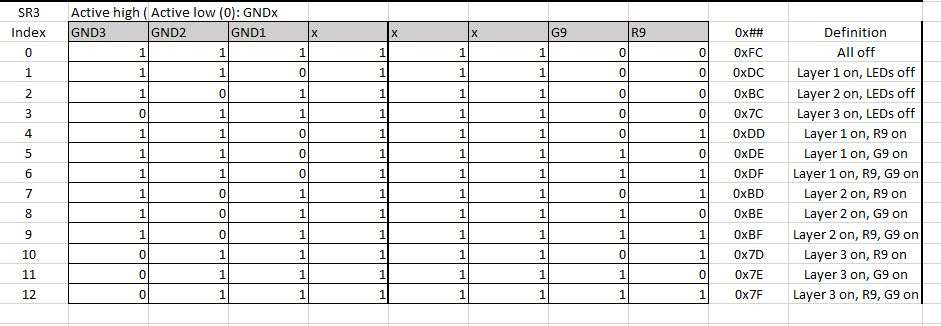 SR3 Active high ( Active low (0): GNDx
Index GND3 GND2 GND1 x x x G9 R9 0x## Definition
0 1 1 1 1 1 1 0 0 0xFC All off
1 1 1 0 1 1 1 0 0 0xDC Layer 1 on, LEDs off
2 1 0 1 1 1 1 0 0 0xBC Layer 2 on, LEDs off
3 0 1 1 1 1 1 0 0 0x7C Layer 3 on, LEDs off
4 1 1 0 1 1 1 0 1 0xDD Layer 1 on, R9 on
5 1 1 0 1 1 1 1 0 0xDE Layer 1 on, G9 on
6 1 1 0 1 1 1 1 1 0xDF Layer 1 on, R9, G9 on
7 1 0 1 1 1 1 0 1 0xBD Layer 2 on, R9 on
8 1 0 1 1 1 1 1 0 0xBE Layer 2 on, G9 on
9 1 0 1 1 1 1 1 1 0xBF Layer 2 on, R9, G9 on
10 0 1 1 1 1 1 0 1 0x7D Layer 3 on, R9 on
11 0 1 1 1 1 1 1 0 0x7E Layer 3 on, G9 on
12 0 1 1 1 1 1 1 1 0x7F Layer 3 on, R9, G9 on